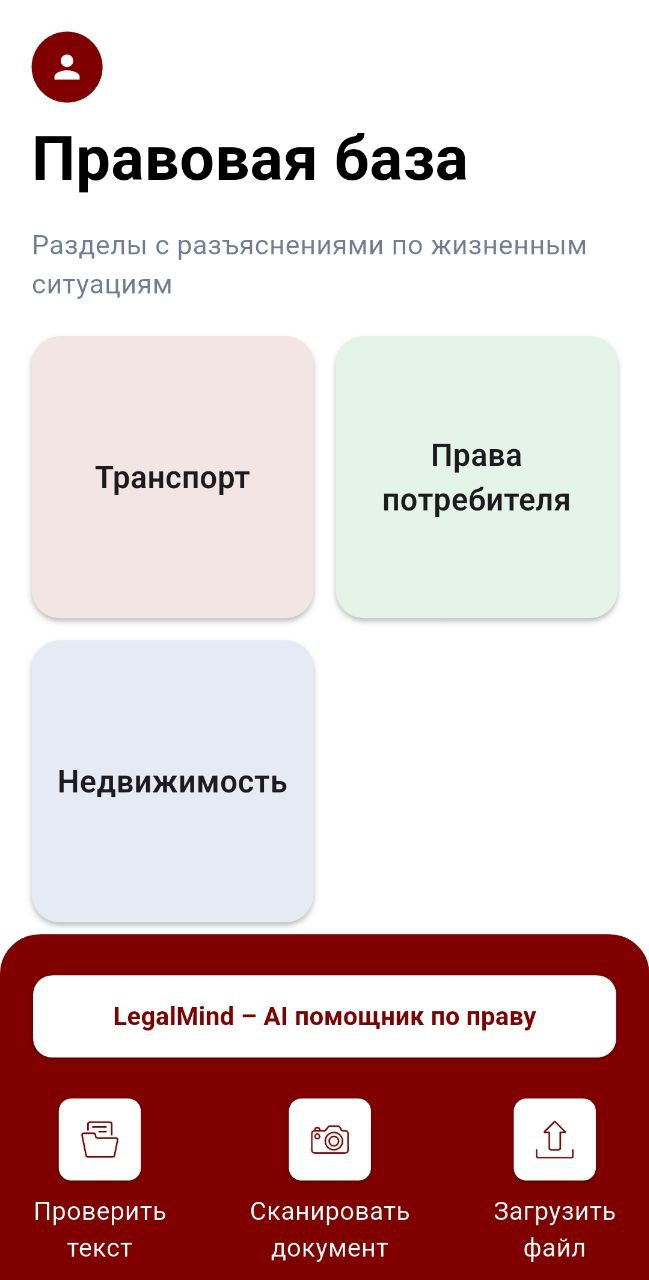 Правовая база
Разделы с разъяснениями по жизненным
ситуациям
Транспорт
Права
потребителя
Недвижимость
LegalMind – AI помощник по праву
Проверить
текст
Сканировать
документ
Загрузить
файл